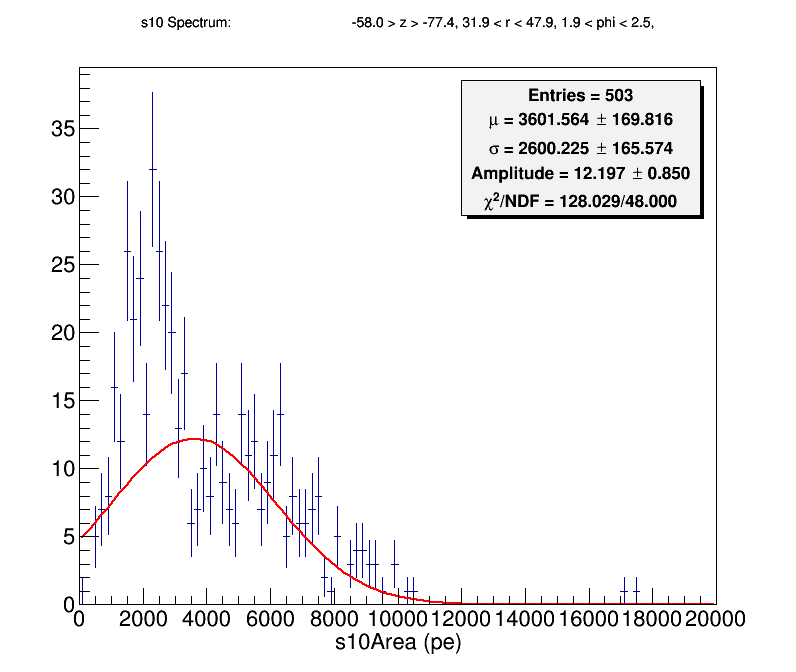 s10 Spectrum: -58.0 > z > -77.4, 31.9 < r < 47.9, 1.9 < phi < 2.5,
Entries = 503
μ = 3601.564 ± 169.816
σ = 2600.225 ± 165.574
Amplitude = 12.197 ± 0.850
χ²/NDF = 128.029/48.000
35
30
25
20
15
10
5
0
0 2000 4000 6000 8000 10000 12000 14000 16000 18000 20000
s10Area (pe)